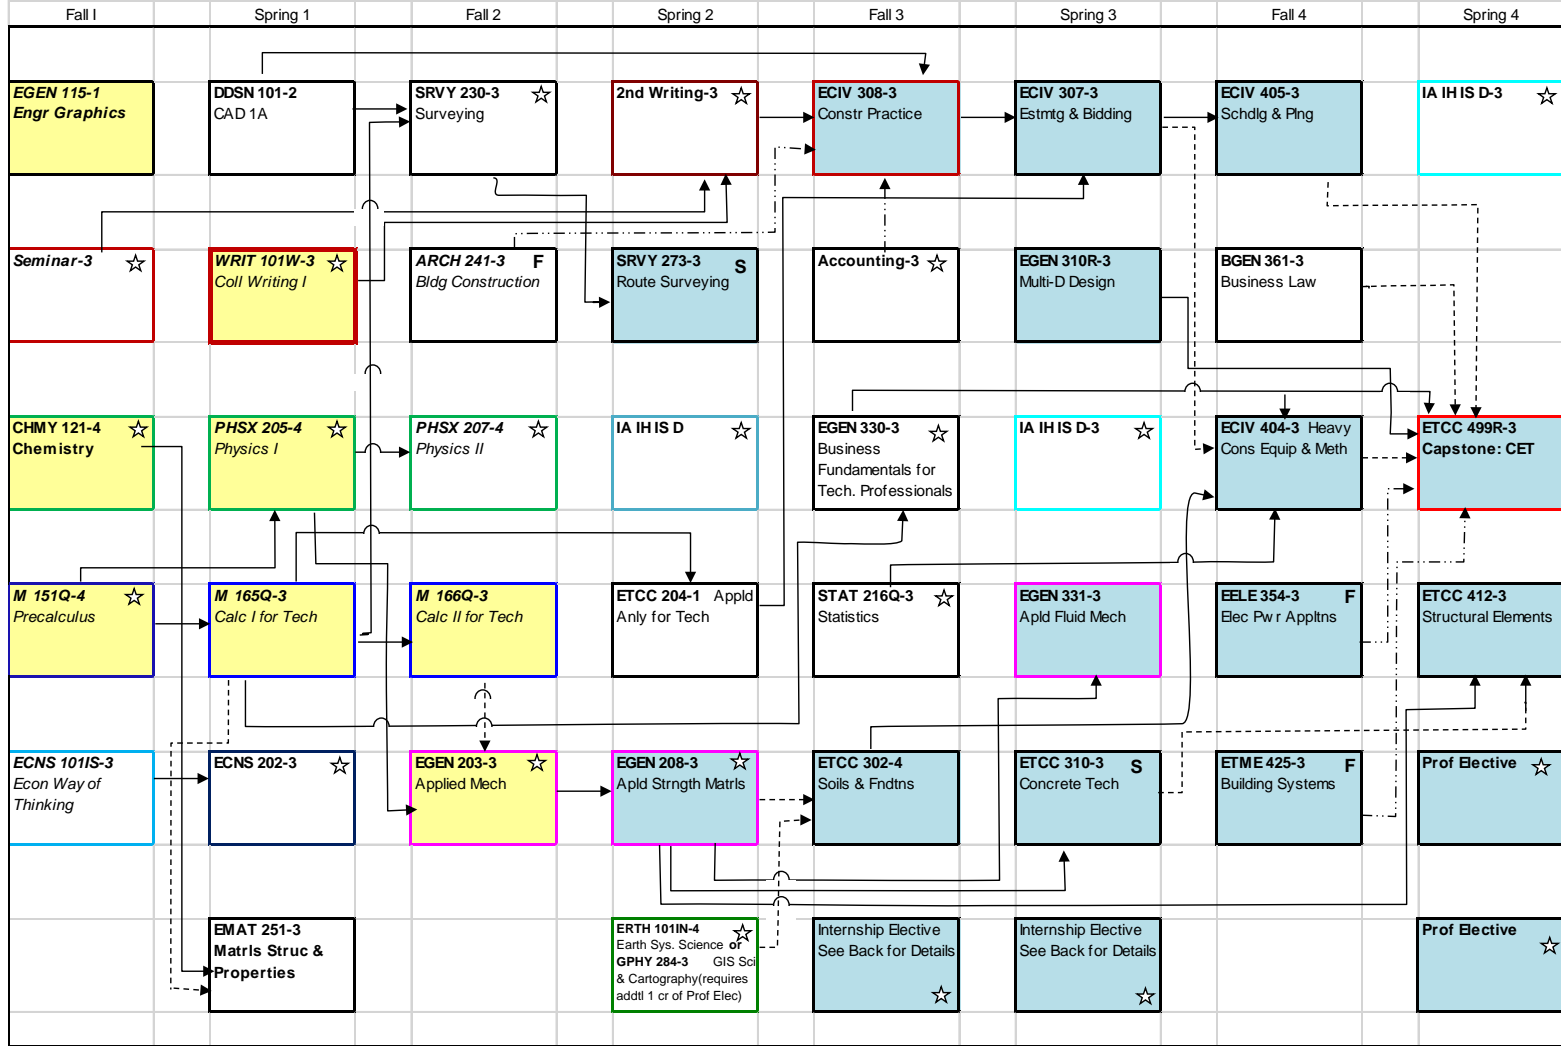 Fall I
Spring 1
Fall 2
Spring 2
Fall 3
Spring 3
Fall 4
Spring 4
EGEN 115-1
Engr Graphics
DDSN 101-2
CAD 1A
SRVY 230-3
Surveying
2nd Writing-3
ECIV 308-3
Constr Practice
ECIV 307-3
Estmtg & Bidding
ECIV 405-3
Schdlg & Plng
IA IH IS D-3
Seminar-3
WRIT 101W-3
Coll Writing I
ARCH 241-3 F
Bldg Construction
SRVY 273-3 S
Route Surveying
Accounting-3
EGEN 310R-3
Multi-D Design
BGEN 361-3
Business Law
CHMY 121-4
Chemistry
PHSX 205-4
Physics I
PHSX 207-4
Physics II
IA IH IS D
EGEN 330-3
Business
Fundamentals for
Tech. Professionals
IA IH IS D-3
ECIV 404-3 Heavy
Cons Equip & Meth
ETCC 499R-3
Capstone: CET
M 151Q-4
Precalculus
M 165Q-3
Calc I for Tech
M 166Q-3
Calc II for Tech
ETCC 204-1 Appld
Anly for Tech
STAT 216Q-3
Statistics
EGEN 331-3
Apld Fluid Mech
EELE 354-3 F
Elec Pwr Appltns
ETCC 412-3
Structural Elements
ECNS 101IS-3
Econ Way of
Thinking
ECNS 202-3
EGEN 203-3
Applied Mech
EGEN 208-3
Apld Strngth Matrls
ETCC 302-4
Soils & Fndtns
ETCC 310-3 S
Concrete Tech
ETME 425-3 F
Building Systems
Prof Elective
EMAT 251-3
Matrls Struc &
Properties
ERTH 101IN-4
Earth Sys. Science or
GPHY 284-3 GIS Sci
& Cartography(requires
addtl 1 cr of Prof Elec)
Internship Elective
See Back for Details
Internship Elective
See Back for Details
Prof Elective